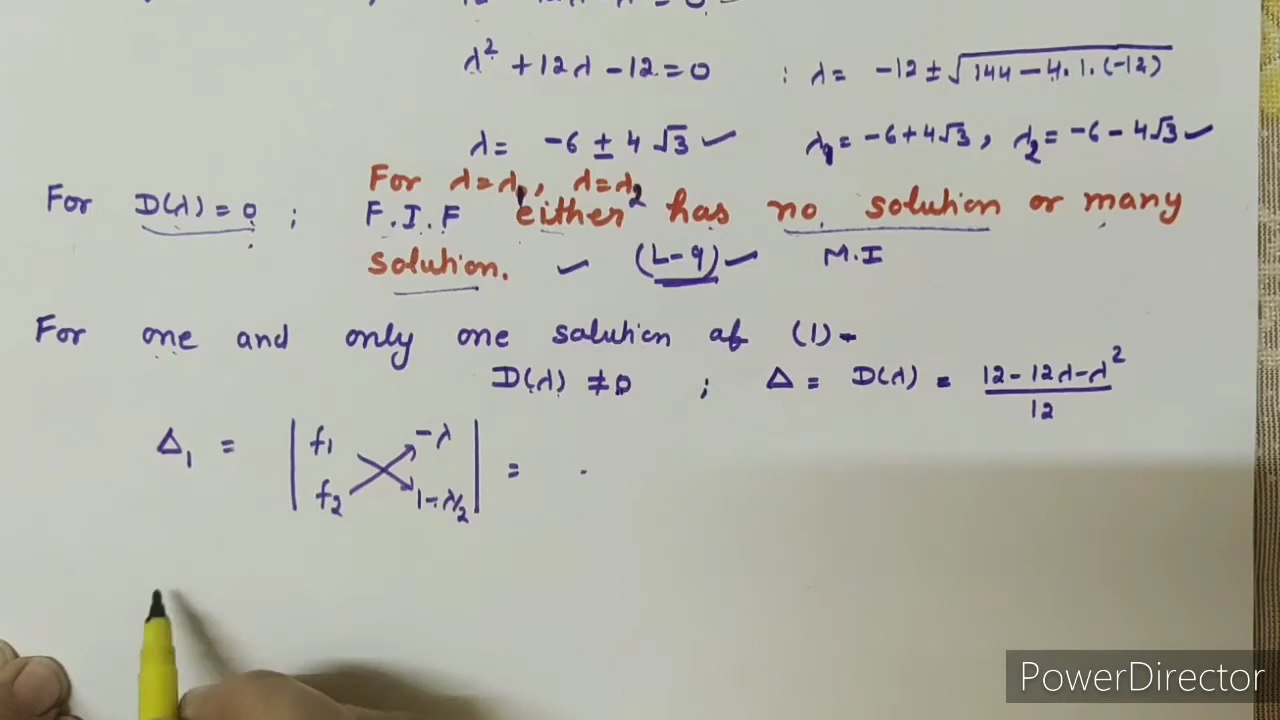 λ² + 12λ − 12 = 0 : λ = −12 ± √144 − 4.1.(−12)
λ = −6 ± 4√3 ✓ λ₁ = −6 + 4√3, λ₂ = −6 − 4√3 ✓
For λ = λ₁, λ = λ₂
For D(λ) = 0 ; F.I.F either has no solution or many
solution. ✓ (L-9) ✓ M.I
For one and only one solution of (1) -
D(λ) ≠ 0 ; Δ = D(λ) = (12 − 12λ − λ²)/12
Δ₁ = | f₁ −λ |
| f₂ 1 − λ/2 | =
PowerDirector